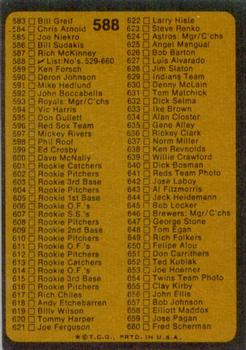 588
583 Bill Greif
584 Chris Arnold
585 Joe Niekro
586 Bill Sudakis
587 Rich McKinney
588 List: No's. 529-660
589 Ken Forsch
590 Deron Johnson
591 Mike Hedlund
592 John Boccabella
593 Royals: Mgr/C'hs
594 Vic Harris
595 Don Gullett
596 Red Sox Team
597 Mickey Rivers
598 Phil Roof
599 Ed Crosby
600 Dave McNally
601 Rookie Catchers
602 Rookie Pitchers
603 Rookie 3rd Base
604 Rookie Pitchers
605 Rookie 1st Base
606 Rookie O.F.'s
607 Rookie S.S.'s
608 Rookie Pitchers
609 Rookie 2nd Base
610 Rookie Pitchers
611 Rookie O.F.'s
612 Rookie Pitchers
613 Rookie Catchers
614 Rookie Pitchers
615 Rookie 3rd Base
616 Rookie Pitchers
617 Rich Chiles
618 Andy Etchebarren
619 Billy Wilson
620 Tommy Harper
621 Joe Ferguson
622 Larry Hisle
623 Steve Renko
624 Astros: Mgr/C'hs
625 Angel Mangual
626 Bob Barton
627 Luis Alvarado
628 Jim Slaton
629 Indians Team
630 Denny McLain
631 Tom Matchick
632 Dick Selma
633 Ike Brown
634 Alan Closter
635 Gene Alley
636 Rickey Clark
637 Norm Miller
638 Ken Reynolds
639 Willie Crawford
640 Dick Bosman
641 Reds Team Photo
642 Jose Laboy
643 Al Fitzmorris
644 Jack Heidemann
645 Bob Locker
646 Brewers: Mgr/C'hs
647 George Stone
648 Tom Egan
649 Rich Folkers
650 Felipe Alou
651 Don Carrithers
652 Ted Kubiak
653 Joe Hoerner
654 Twins Team Photo
655 Clay Kirby
656 John Ellis
657 Bob Johnson
658 Elliott Maddox
659 Jose Pagan
660 Fred Scherman
©T.C.G., PRTD. IN U.S.A.